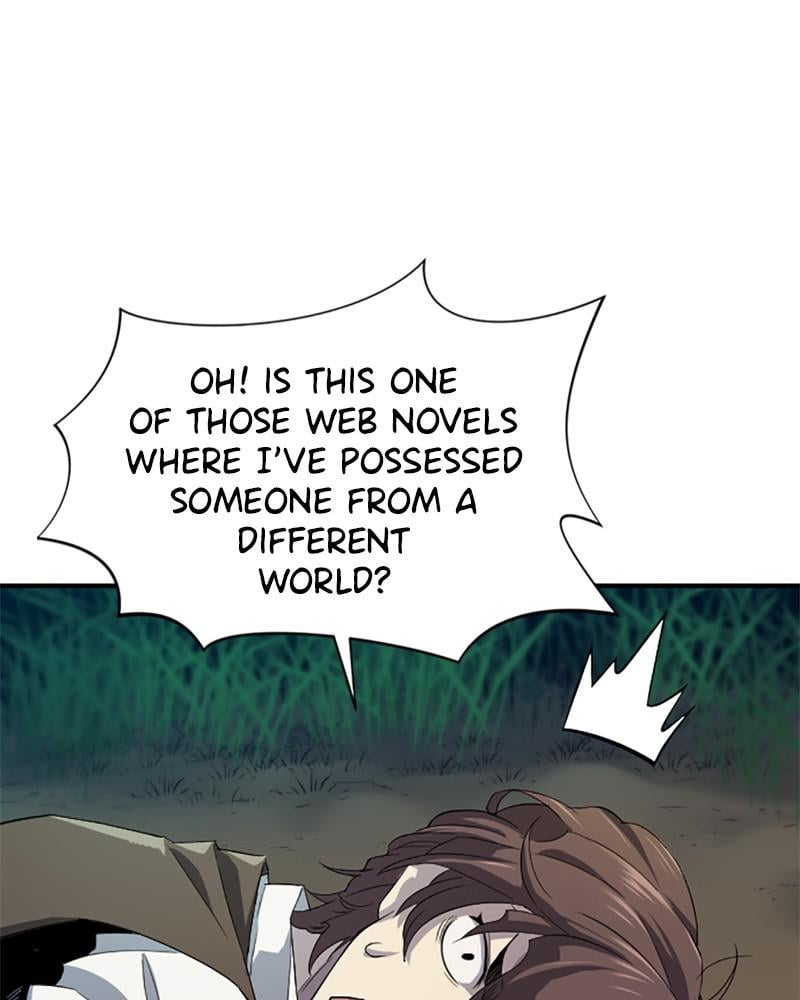 OH! IS THIS ONE
OF THOSE WEB NOVELS
WHERE I'VE POSSESSED
SOMEONE FROM A
DIFFERENT
WORLD?